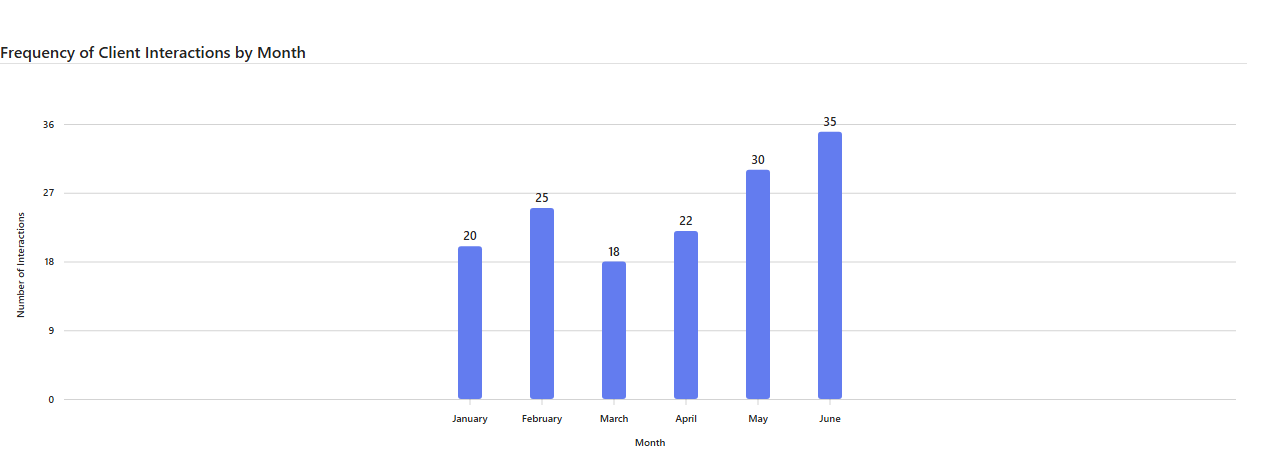 Frequency of Client Interactions by Month
36
27
18
9
0
Number of Interactions
20
25
18
22
30
35
January February March April May June
Month